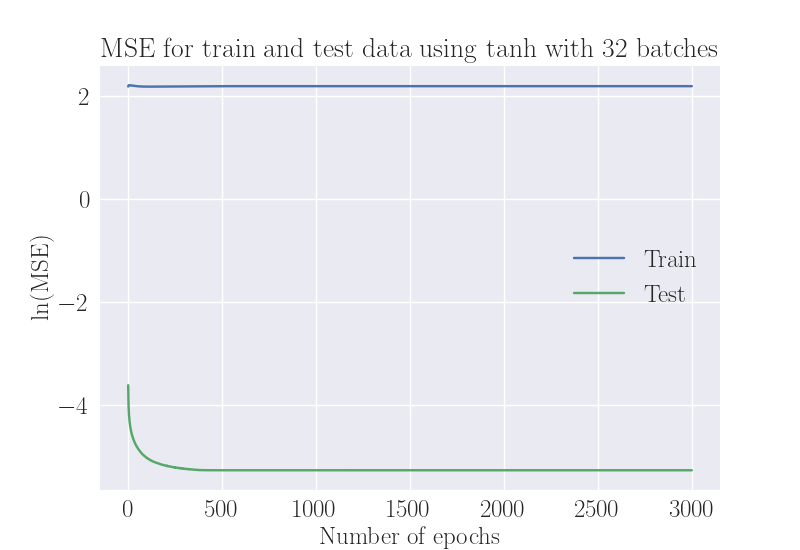 MSE for train and test data using tanh with 32 batches
2
0
−2
−4
ln(MSE)
Train
Test
0 500 1000 1500 2000 2500 3000
Number of epochs